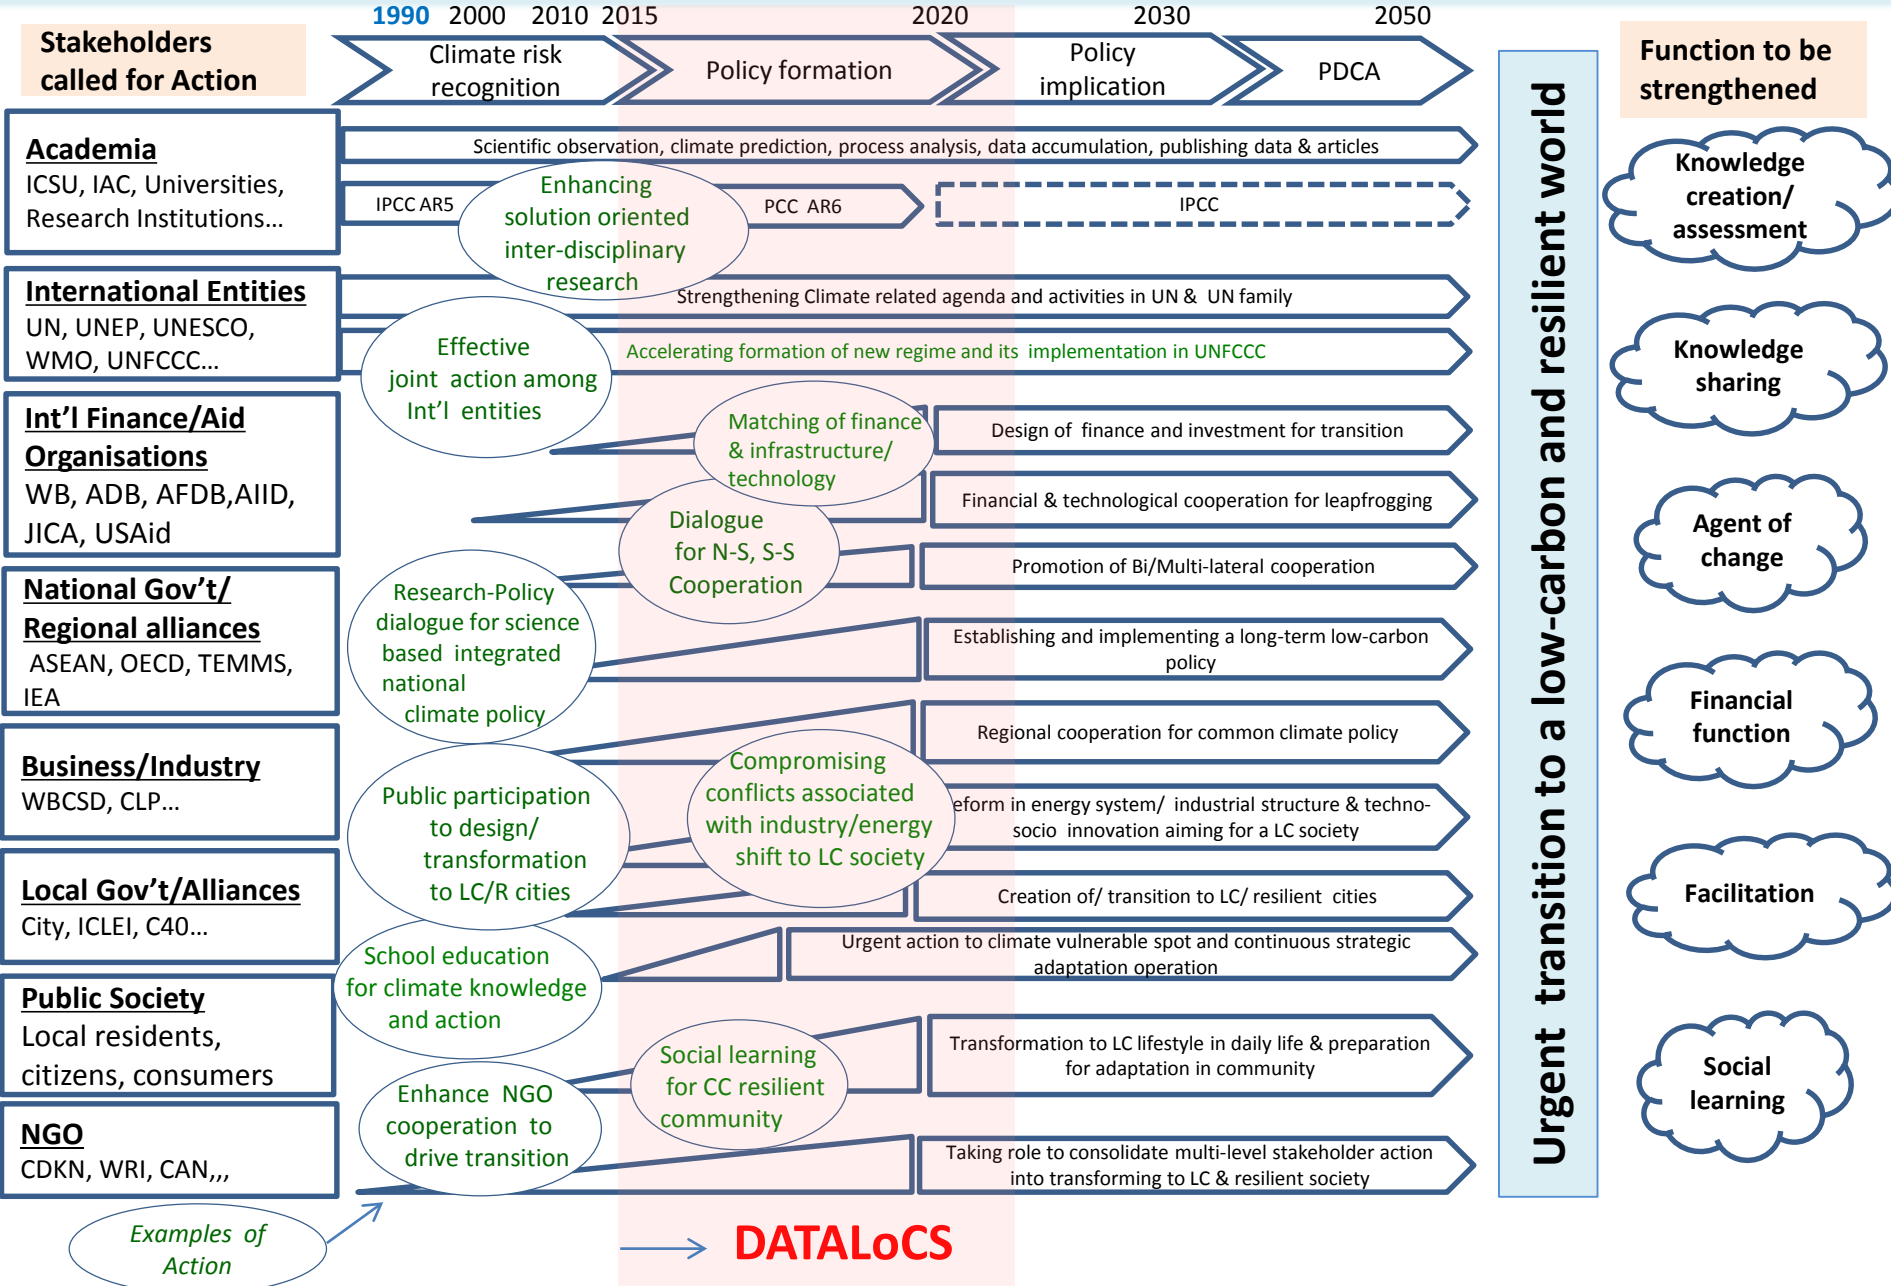 1990 2000 2010 2015 2020 2030 2050
Stakeholders
called for Action
Climate risk
recognition
Policy formation
Policy
implication
PDCA
Function to be
strengthened
Academia
ICSU, IAC, Universities,
Research Institutions...
Scientific observation, climate prediction, process analysis, data accumulation, publishing data & articles
IPCC AR5
Enhancing
solution oriented
inter-disciplinary
research
PCC AR6
IPCC
International Entities
UN, UNEP, UNESCO,
WMO, UNFCCC...
Strengthening Climate related agenda and activities in UN & UN family
Accelerating formation of new regime and its implementation in UNFCCC
Effective
joint action among
Int'l entities
Int'l Finance/Aid
Organisations
WB, ADB, AFDB,AIID,
JICA, USAid
Matching of finance
& infrastructure/
technology
Design of finance and investment for transition
Financial & technological cooperation for leapfrogging
Dialogue
for N-S, S-S
Cooperation
Promotion of Bi/Multi-lateral cooperation
National Gov't/
Regional alliances
ASEAN, OECD, TEMMS,
IEA
Research-Policy
dialogue for science
based integrated
national
climate policy
Establishing and implementing a long-term low-carbon
policy
Regional cooperation for common climate policy
Business/Industry
WBCSD, CLP...
Public participation
to design/
transformation
to LC/R cities
Compromising
conflicts associated
with industry/energy
shift to LC society
eform in energy system/ industrial structure & techno-
socio innovation aiming for a LC society
Local Gov't/Alliances
City, ICLEI, C40...
Creation of/ transition to LC/ resilient cities
School education
for climate knowledge
and action
Urgent action to climate vulnerable spot and continuous strategic
adaptation operation
Public Society
Local residents,
citizens, consumers
Social learning
for CC resilient
community
Transformation to LC lifestyle in daily life & preparation
for adaptation in community
NGO
CDKN, WRI, CAN,,,
Enhance NGO
cooperation to
drive transition
Taking role to consolidate multi-level stakeholder action
into transforming to LC & resilient society
Examples of
Action
DATALoCS
Urgent transition to a low-carbon and resilient world
Knowledge
creation/
assessment
Knowledge
sharing
Agent of
change
Financial
function
Facilitation
Social
learning